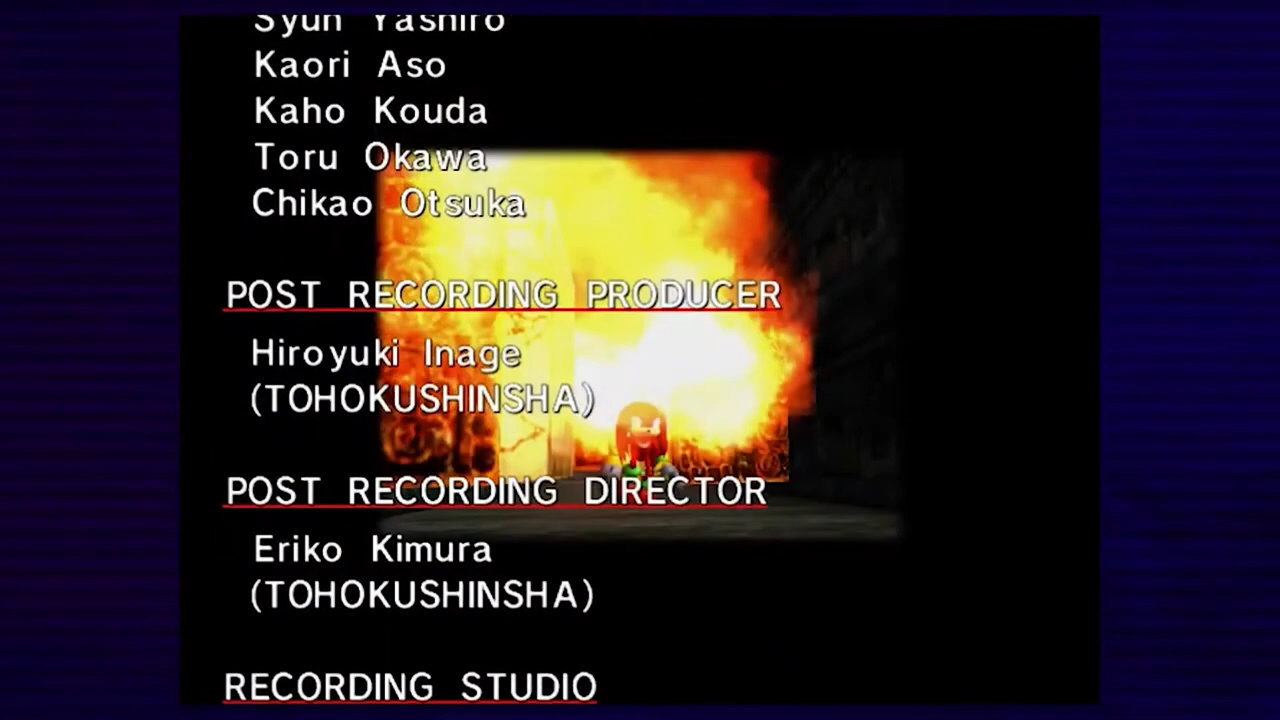 Syun Yashiro
Kaori Aso
Kaho Kouda
Toru Okawa
Chikao Otsuka
POST RECORDING PRODUCER
Hiroyuki Inage
(TOHOKUSHINSHA)
POST RECORDING DIRECTOR
Eriko Kimura
(TOHOKUSHINSHA)
RECORDING STUDIO